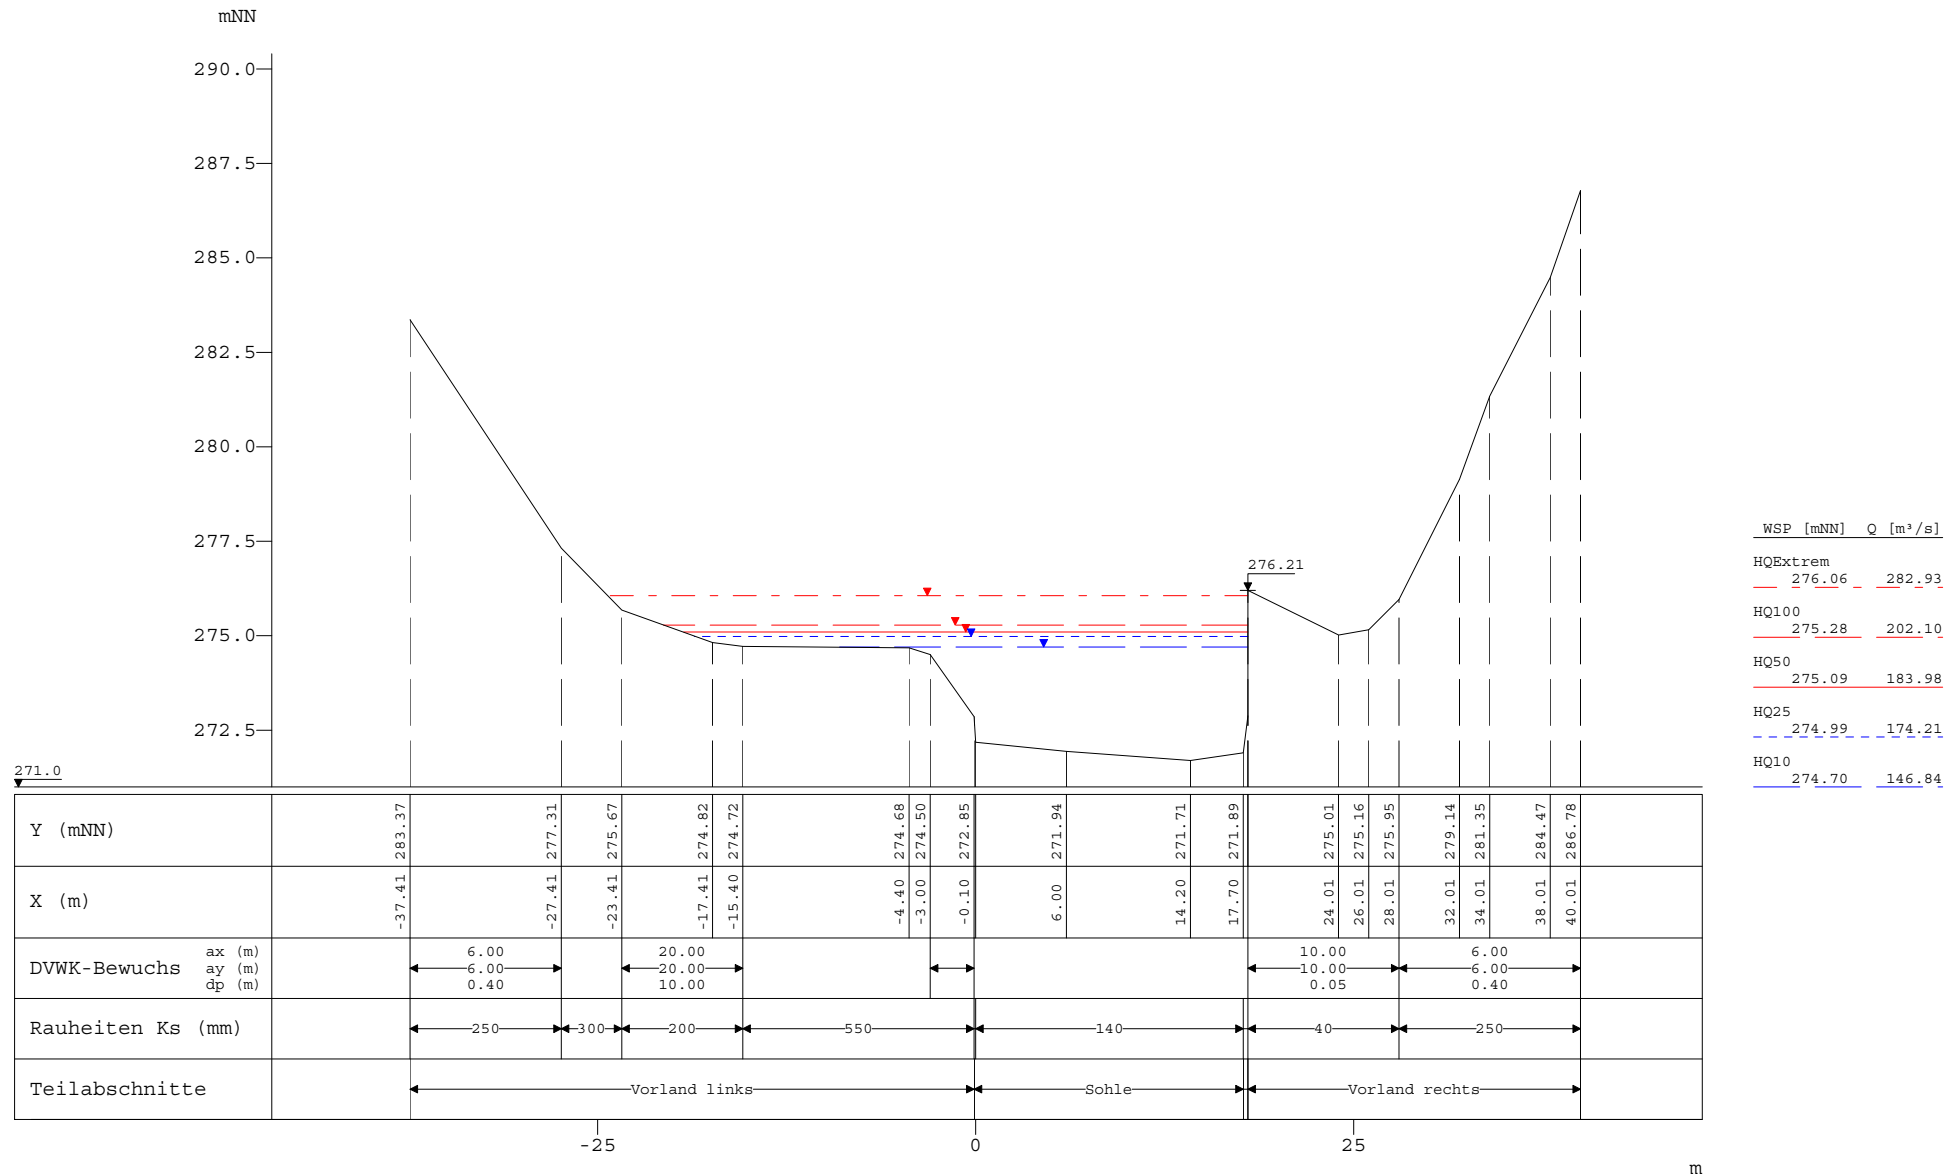 mNN
290.0
287.5
285.0
282.5
280.0
277.5
275.0
272.5
276.21
271.0
WSP [mNN] Q [m³/s]
HQExtrem
276.06 282.93
HQ100
275.28 202.10
HQ50
275.09 183.98
HQ25
274.99 174.21
HQ10
274.70 146.84
Y (mNN) 283.37 277.31 275.67 274.82 274.72 274.68 274.50 272.85 271.94 271.71 271.89 275.01 275.16 275.95 279.14 281.35 284.47 286.78
X (m) -37.41 -27.41 -23.41 -17.41 -15.40 -4.40 -3.00 -0.10 6.00 14.20 17.70 24.01 26.01 28.01 32.01 34.01 38.01 40.01
ax (m) 6.00 20.00 10.00 6.00
DVWK-Bewuchs ay (m) 6.00 20.00 10.00 6.00
dp (m) 0.40 10.00 0.05 0.40
Rauheiten Ks (mm) 250 300 200 550 140 40 250
Teilabschnitte Vorland links Sohle Vorland rechts
-25 0 25
m